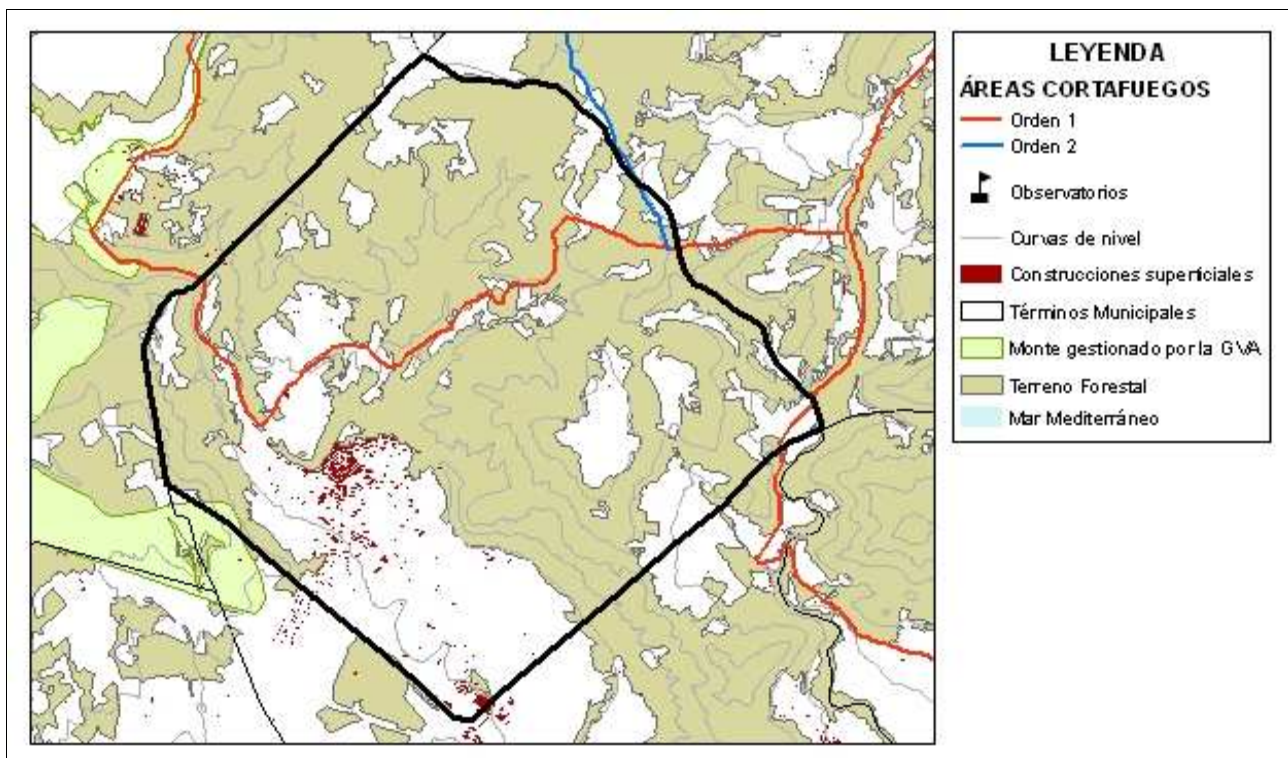 LEYENDA
ÁREAS CORTAFUEGOS
Orden 1
Orden 2
Observatorios
Curvas de nivel
Construcciones superficiales
Términos Municipales
Monte gestionado por la GVA
Terreno Forestal
Mar Mediterráneo